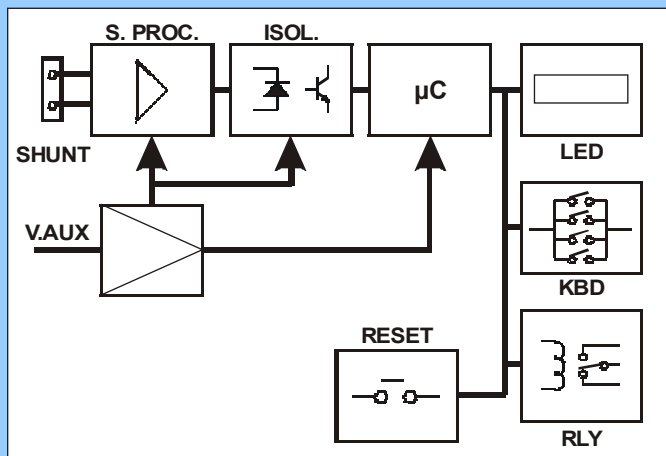 S. PROC.
ISOL.
µC
SHUNT
LED
V.AUX
KBD
RESET
RLY